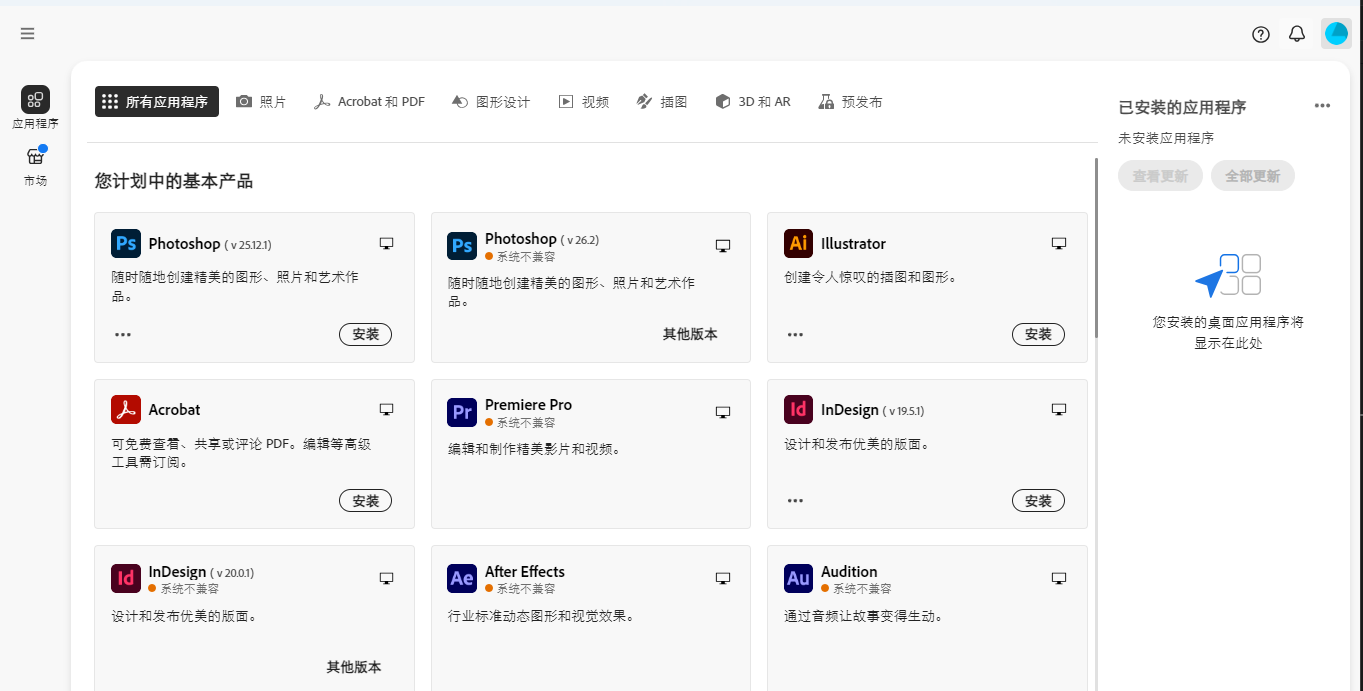 应用程序
市场
所有应用程序
照片
Acrobat 和 PDF
图形设计
视频
插图
3D 和 AR
预发布
您计划中的基本产品
Ps
Photoshop ( v 25.12.1)
随时随地创建精美的图形、照片和艺术作
品。
安装
Ps
Photoshop ( v 26.2)
系统不兼容
随时随地创建精美的图形、照片和艺术作
品。
其他版本
Ai
Illustrator
创建令人惊叹的插图和图形。
安装
Acrobat
可免费查看、共享或评论 PDF。编辑等高级
工具需订阅。
安装
Pr
Premiere Pro
系统不兼容
编辑和制作精美影片和视频。
Id
InDesign ( v 19.5.1)
设计和发布优美的版面。
安装
Id
InDesign ( v 20.0.1)
系统不兼容
设计和发布优美的版面。
其他版本
Ae
After Effects
系统不兼容
行业标准动态图形和视觉效果。
Au
Audition
系统不兼容
通过音频让故事变得生动。
已安装的应用程序
未安装应用程序
查看更新
全部更新
您安装的桌面应用程序将
显示在此处